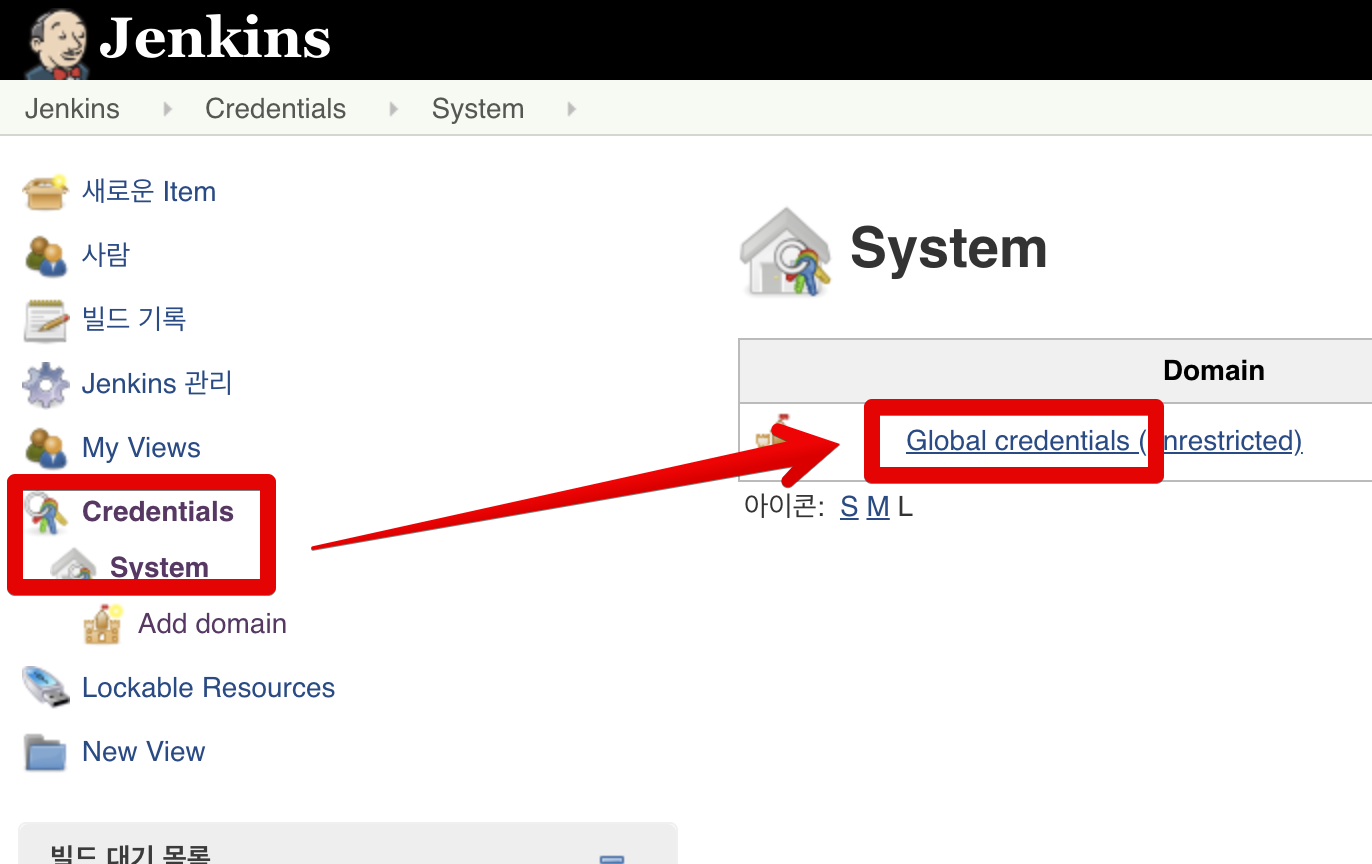 Jenkins
Jenkins Credentials System
새로운 Item
사람
빌드 기록
Jenkins 관리
My Views
Credentials
System
Add domain
Lockable Resources
New View
빌드 대기 목록
System
Domain
Global credentials (unrestricted)
아이콘: S M L